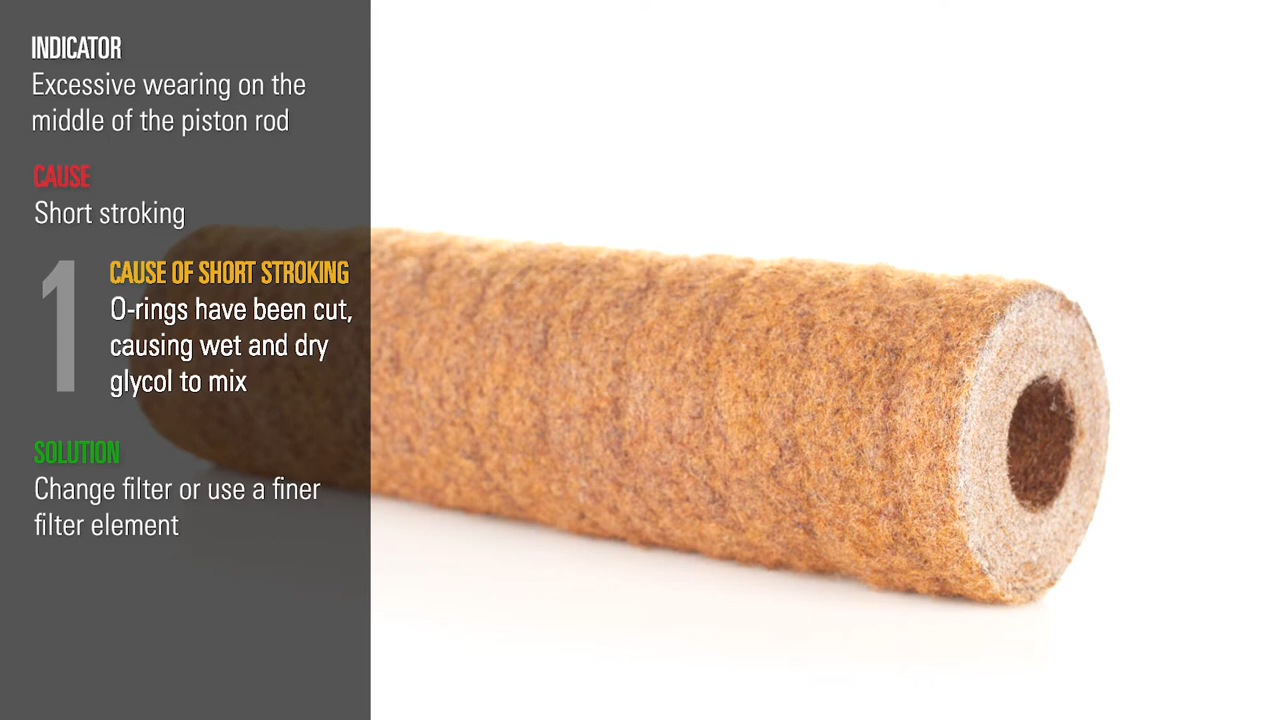 INDICATOR
Excessive wearing on the
middle of the piston rod
CAUSE
Short stroking
1
CAUSE OF SHORT STROKING
O-rings have been cut,
causing wet and dry
glycol to mix
SOLUTION
Change filter or use a finer
filter element